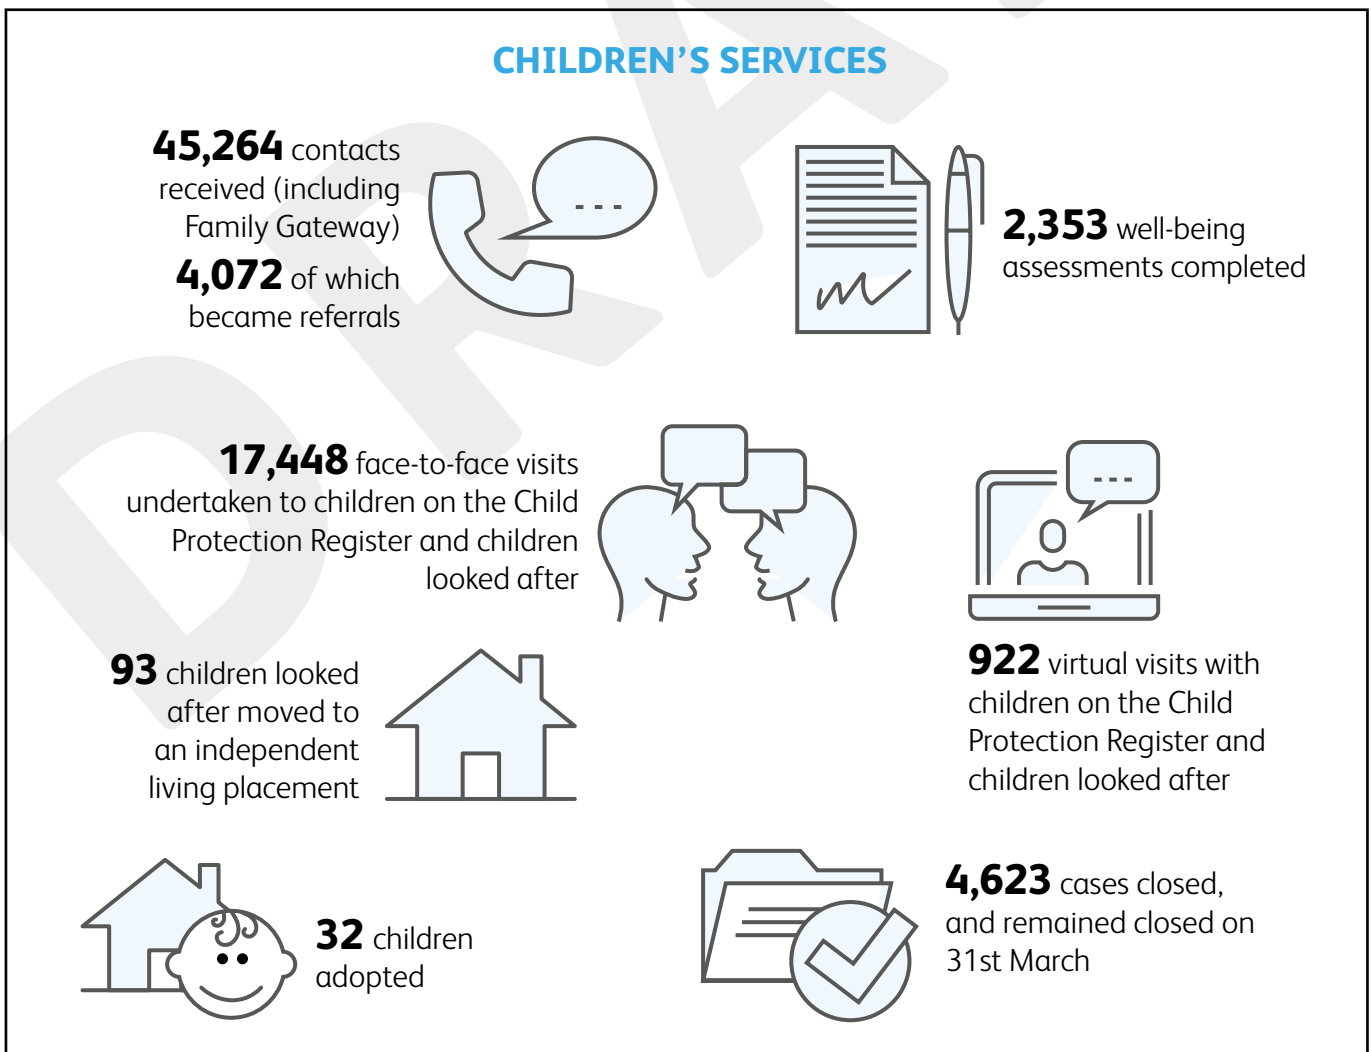 CHILDREN’S SERVICES
45,264 contacts
received (including
Family Gateway)
4,072 of which
became referrals
2,353 well-being
assessments completed
17,448 face-to-face visits
undertaken to children on the Child
Protection Register and children
looked after
922 virtual visits with
children on the Child
Protection Register and
children looked after
93 children looked
after moved to
an independent
living placement
32 children
adopted
4,623 cases closed,
and remained closed on
31st March